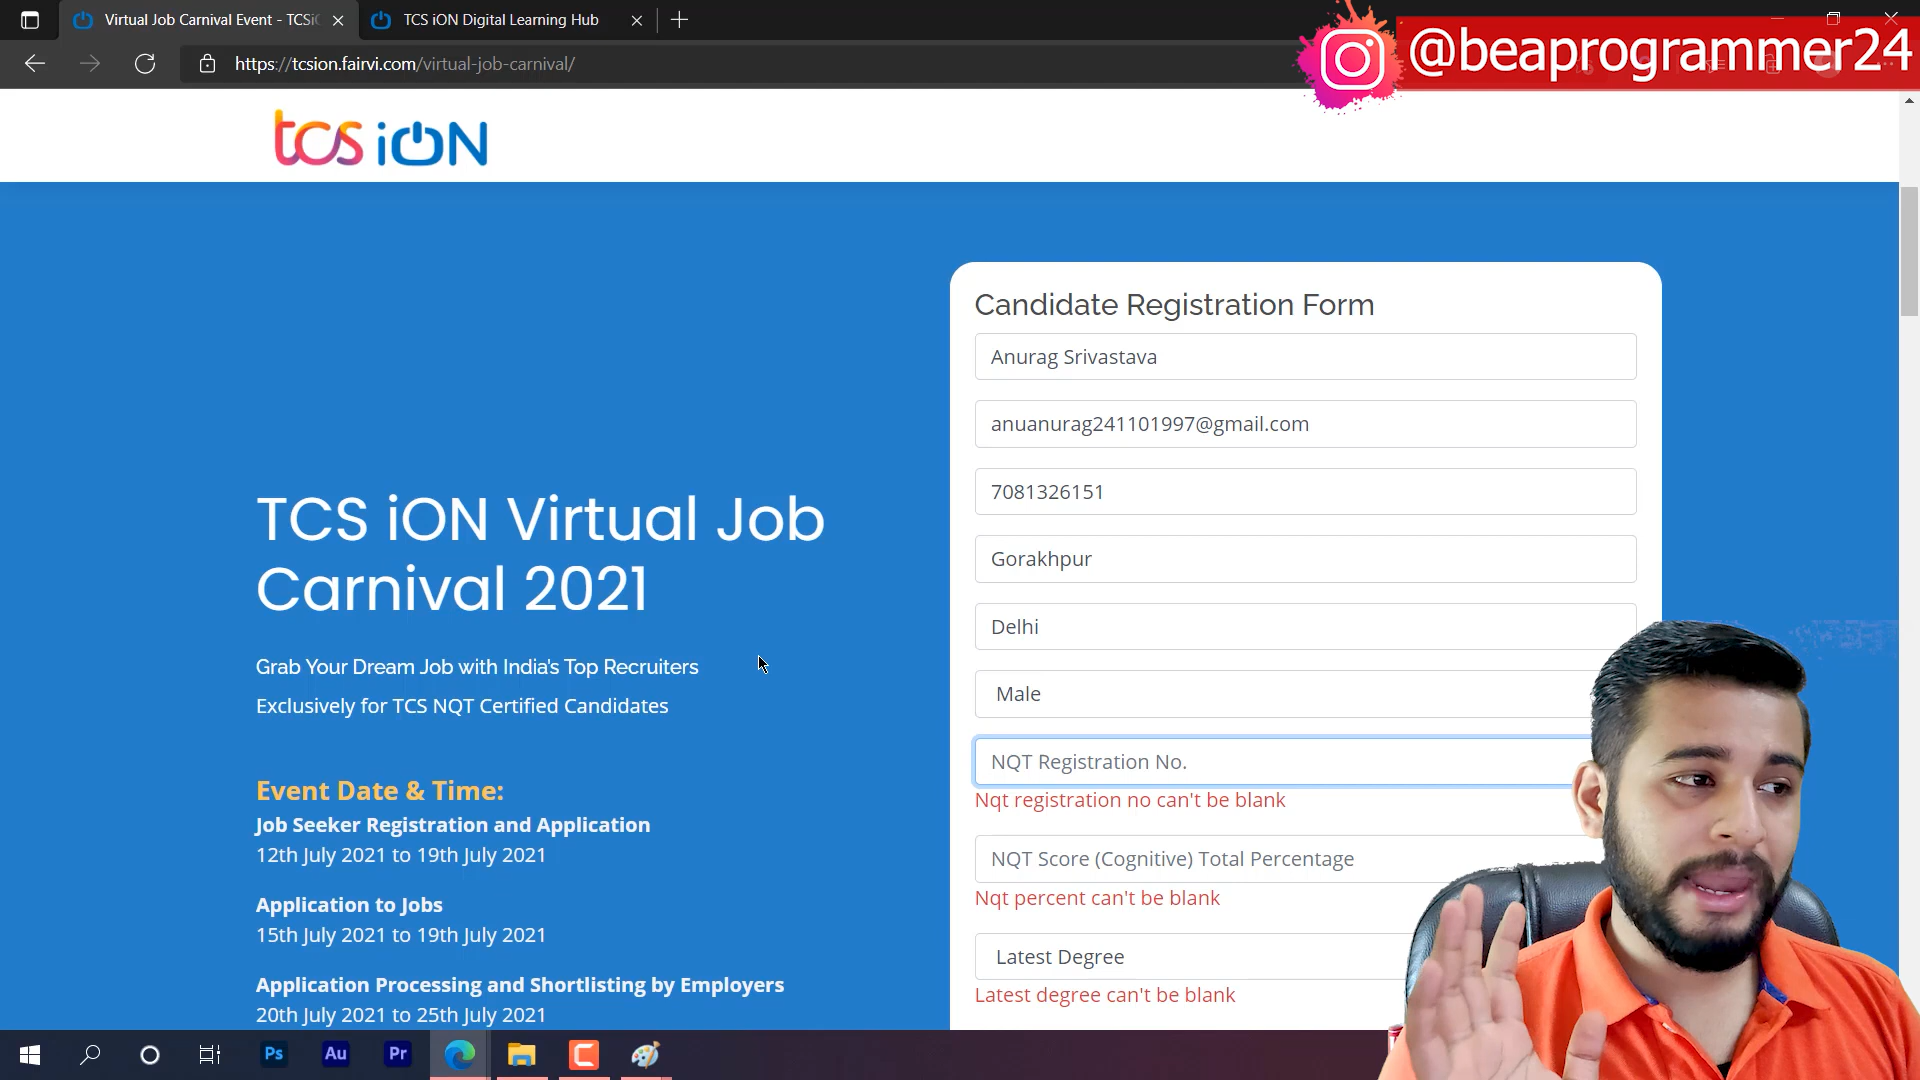 Virtual Job Carnival Event - TCSi
TCS iON Digital Learning Hub
https://tcsion.fairvi.com/virtual-job-carnival/
@beaprogrammer24
tcs iON
Candidate Registration Form
Anurag Srivastava
anuanurag241101997@gmail.com
7081326151
Gorakhpur
Delhi
Male
NQT Registration No.
Nqt registration no can't be blank
NQT Score (Cognitive) Total Percentage
Nqt percent can't be blank
Latest Degree
Latest degree can't be blank
TCS iON Virtual Job
Carnival 2021
Grab Your Dream Job with India's Top Recruiters
Exclusively for TCS NQT Certified Candidates
Event Date & Time:
Job Seeker Registration and Application
12th July 2021 to 19th July 2021
Application to Jobs
15th July 2021 to 19th July 2021
Application Processing and Shortlisting by Employers
20th July 2021 to 25th July 2021
Ps
Au
Pr